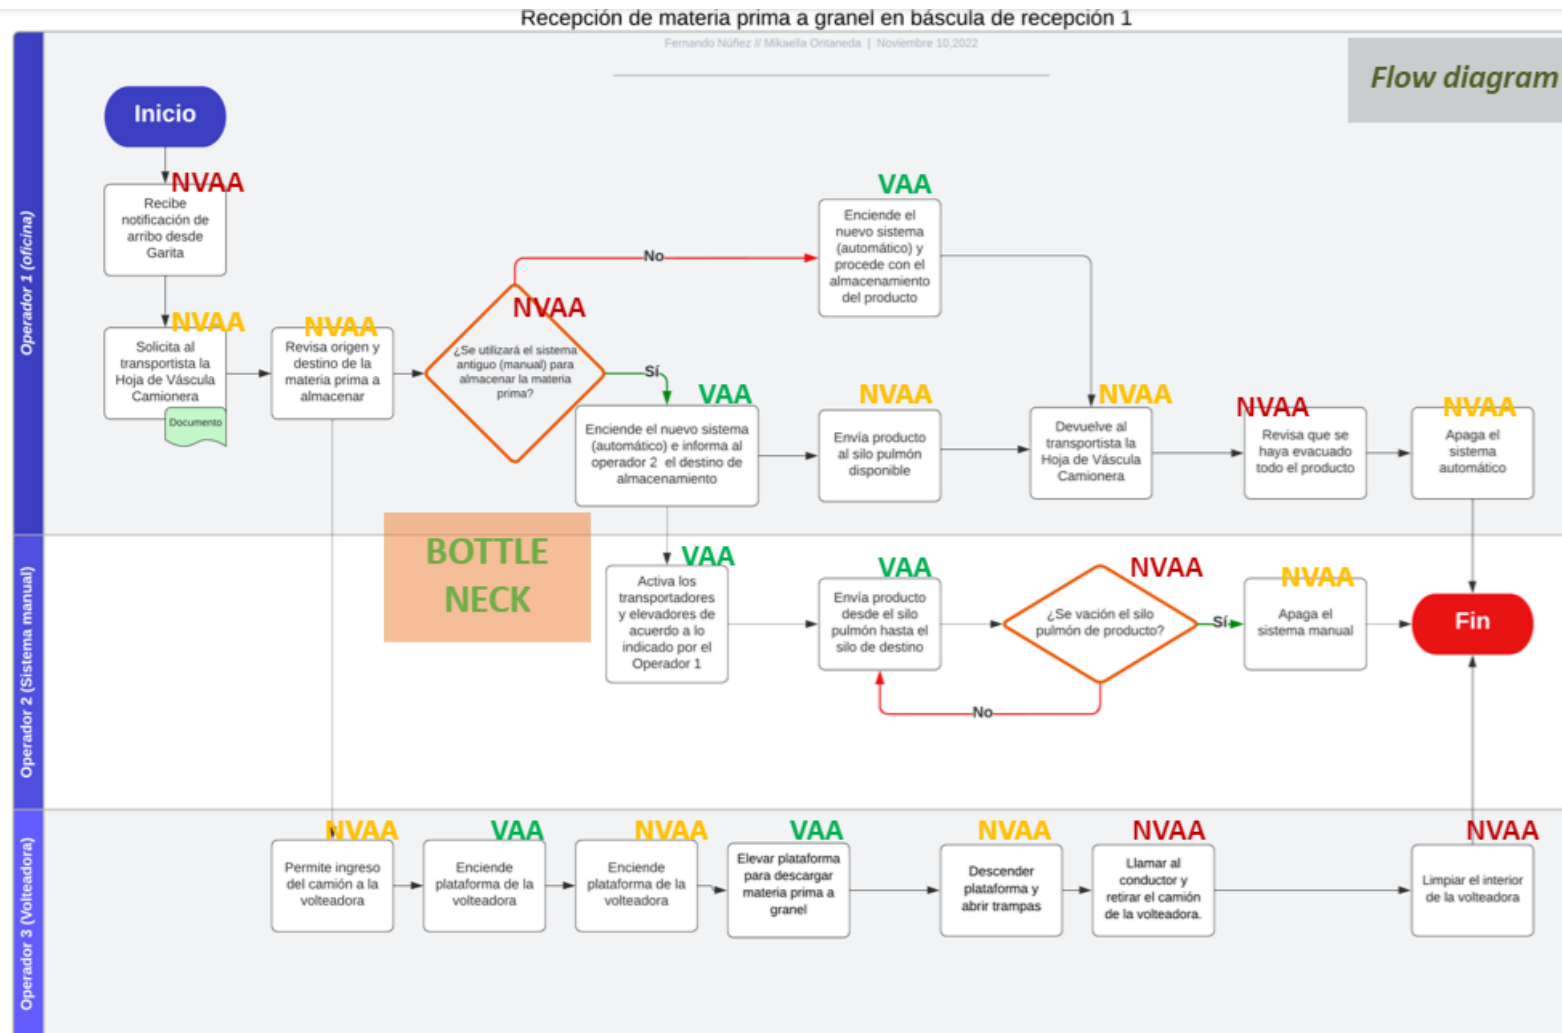 Recepción de materia prima a granel en báscula de recepción 1
Fernando Núñez // Mikaella Ontaneda | Noviembre 10,2022
Flow diagram
Operador 1 (oficina)
Inicio
NVAA
Recibe
notificación de
arribo desde
Garita
NVAA
Solicita al
transportista la
Hoja de Váscula
Camionera
Documento
NVAA
Revisa origen y
destino de la
materia prima a
almacenar
NVAA
¿Se utilizará el sistema
antiguo (manual) para
almacenar la materia
prima?
No
VAA
Enciende el
nuevo sistema
(automático) y
procede con el
almacenamiento
del producto
Sí
VAA
Enciende el nuevo sistema
(automático) e informa al
operador 2 el destino de
almacenamiento
NVAA
Envía producto
al silo pulmón
disponible
NVAA
Devuelve al
transportista la
Hoja de Váscula
Camionera
NVAA
Revisa que se
haya evacuado
todo el producto
NVAA
Apaga el
sistema
automático
Operador 2 (Sistema manual)
BOTTLE
NECK
VAA
Activa los
transportadores
y elevadores de
acuerdo a lo
indicado por el
Operador 1
VAA
Envía producto
desde el silo
pulmón hasta el
silo de destino
NVAA
¿Se vación el silo
pulmón de producto?
No
Sí
NVAA
Apaga el
sistema manual
Fin
Operador 3 (Volteadora)
NVAA
Permite ingreso
del camión a la
volteadora
VAA
Enciende
plataforma de la
volteadora
NVAA
Enciende
plataforma de la
volteadora
VAA
Elevar plataforma
para descargar
materia prima a
granel
NVAA
Descender
plataforma y
abrir trampas
NVAA
Llamar al
conductor y
retirar el camión
de la volteadora.
NVAA
Limpiar el interior
de la volteadora